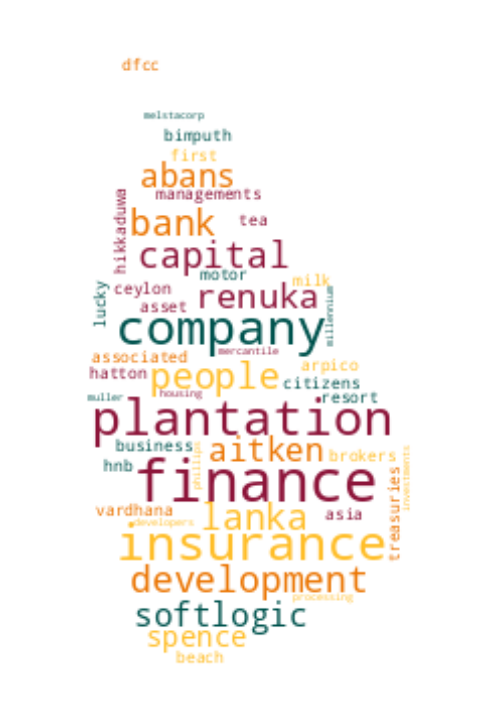 dfcc
melstacorp
bimputh
first
abans
managements
hikkaduwa
bank
tea
capital
motor
milk
lucky
ceylon
renuka
asset
millennium
company
mercantile
associated
arpico
hatton
people
citizens
muller
housing
resort
plantation
business
aitken
brokers
hnb
finance
phillips
investments
treasuries
vardhana
lanka
asia
developers
insurance
development
processing
softlogic
spence
beach